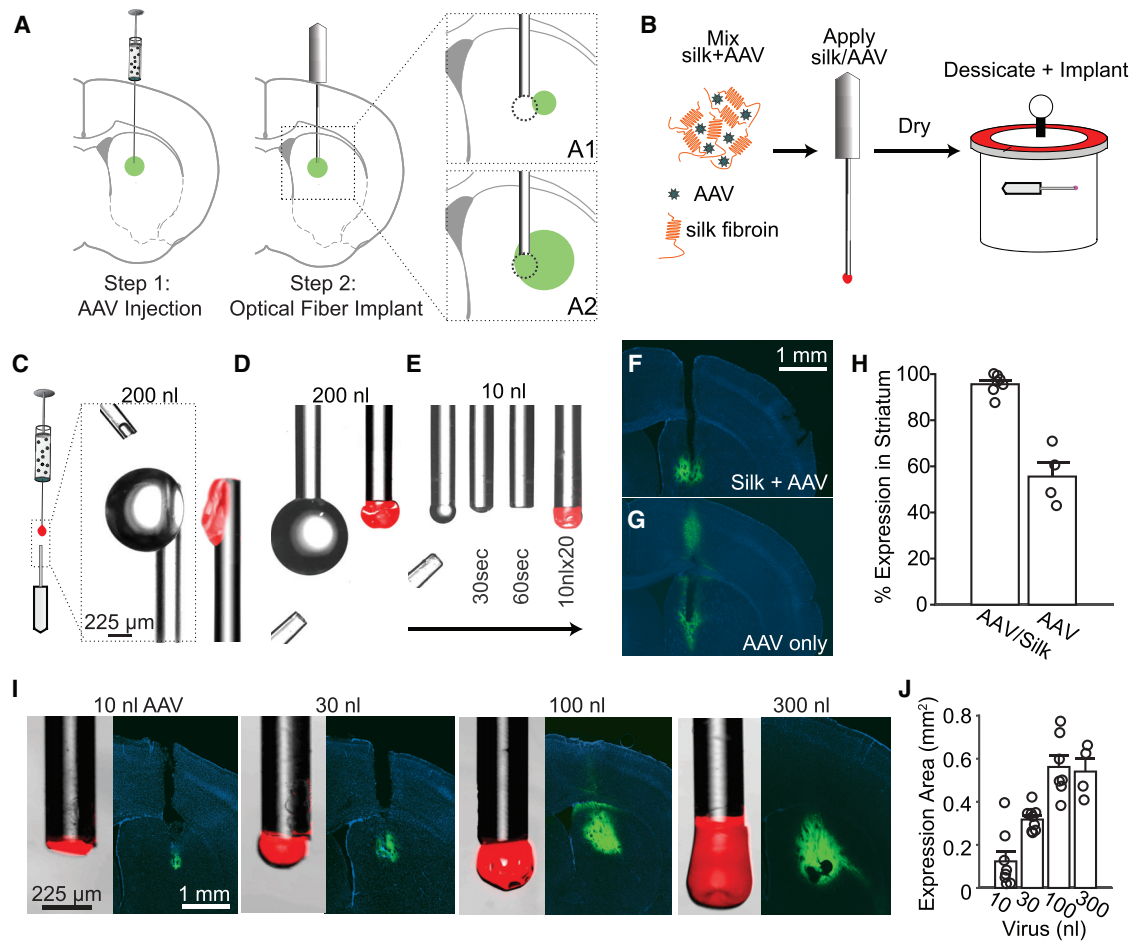 A
Step 1:
AAV Injection
Step 2:
Optical Fiber Implant
A1
A2
B
Mix
silk+AAV
AAV
silk fibroin
Apply
silk/AAV
Dry
Dessicate + Implant
C
200 nl
225 µm
D
200 nl
E
10 nl
30sec
60sec
10nlx20
F
1 mm
Silk + AAV
G
AAV only
H
% Expression in Striatum
100
80
60
40
20
0
AAV/Silk
AAV
I
10 nl AAV
30 nl
100 nl
300 nl
225 µm
1 mm
J
Expression Area (mm²)
0.8
0.6
0.4
0.2
0
10
30
100
300
Virus (nl)